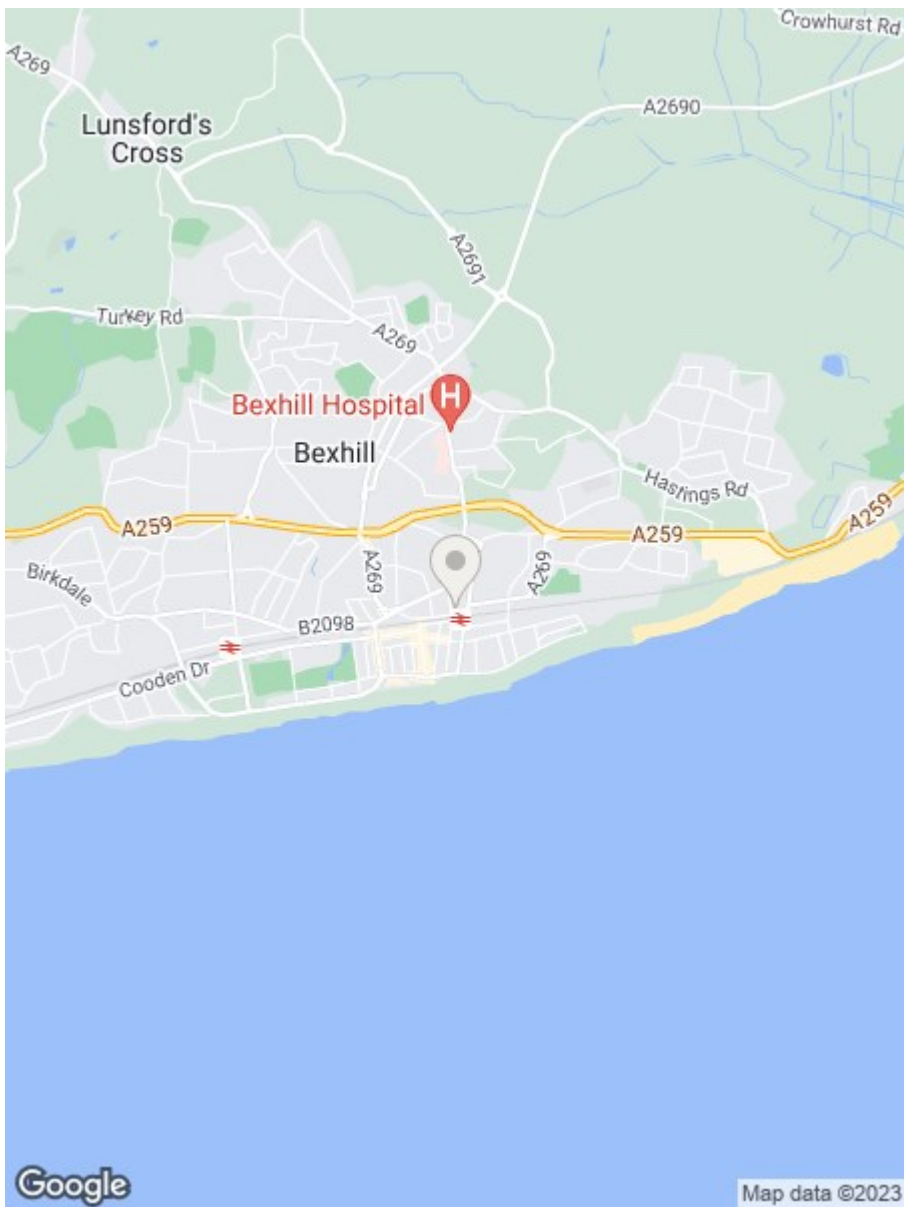 Crowhurst Rd
A269
A2690
Lunsford's
Cross
A2691
Turkey Rd
A269
Bexhill Hospital
H
Bexhill
Hastings Rd
A259
A259
A259
Birkdale
A269
A269
B2098
Cooden Dr
Google
Map data ©2023